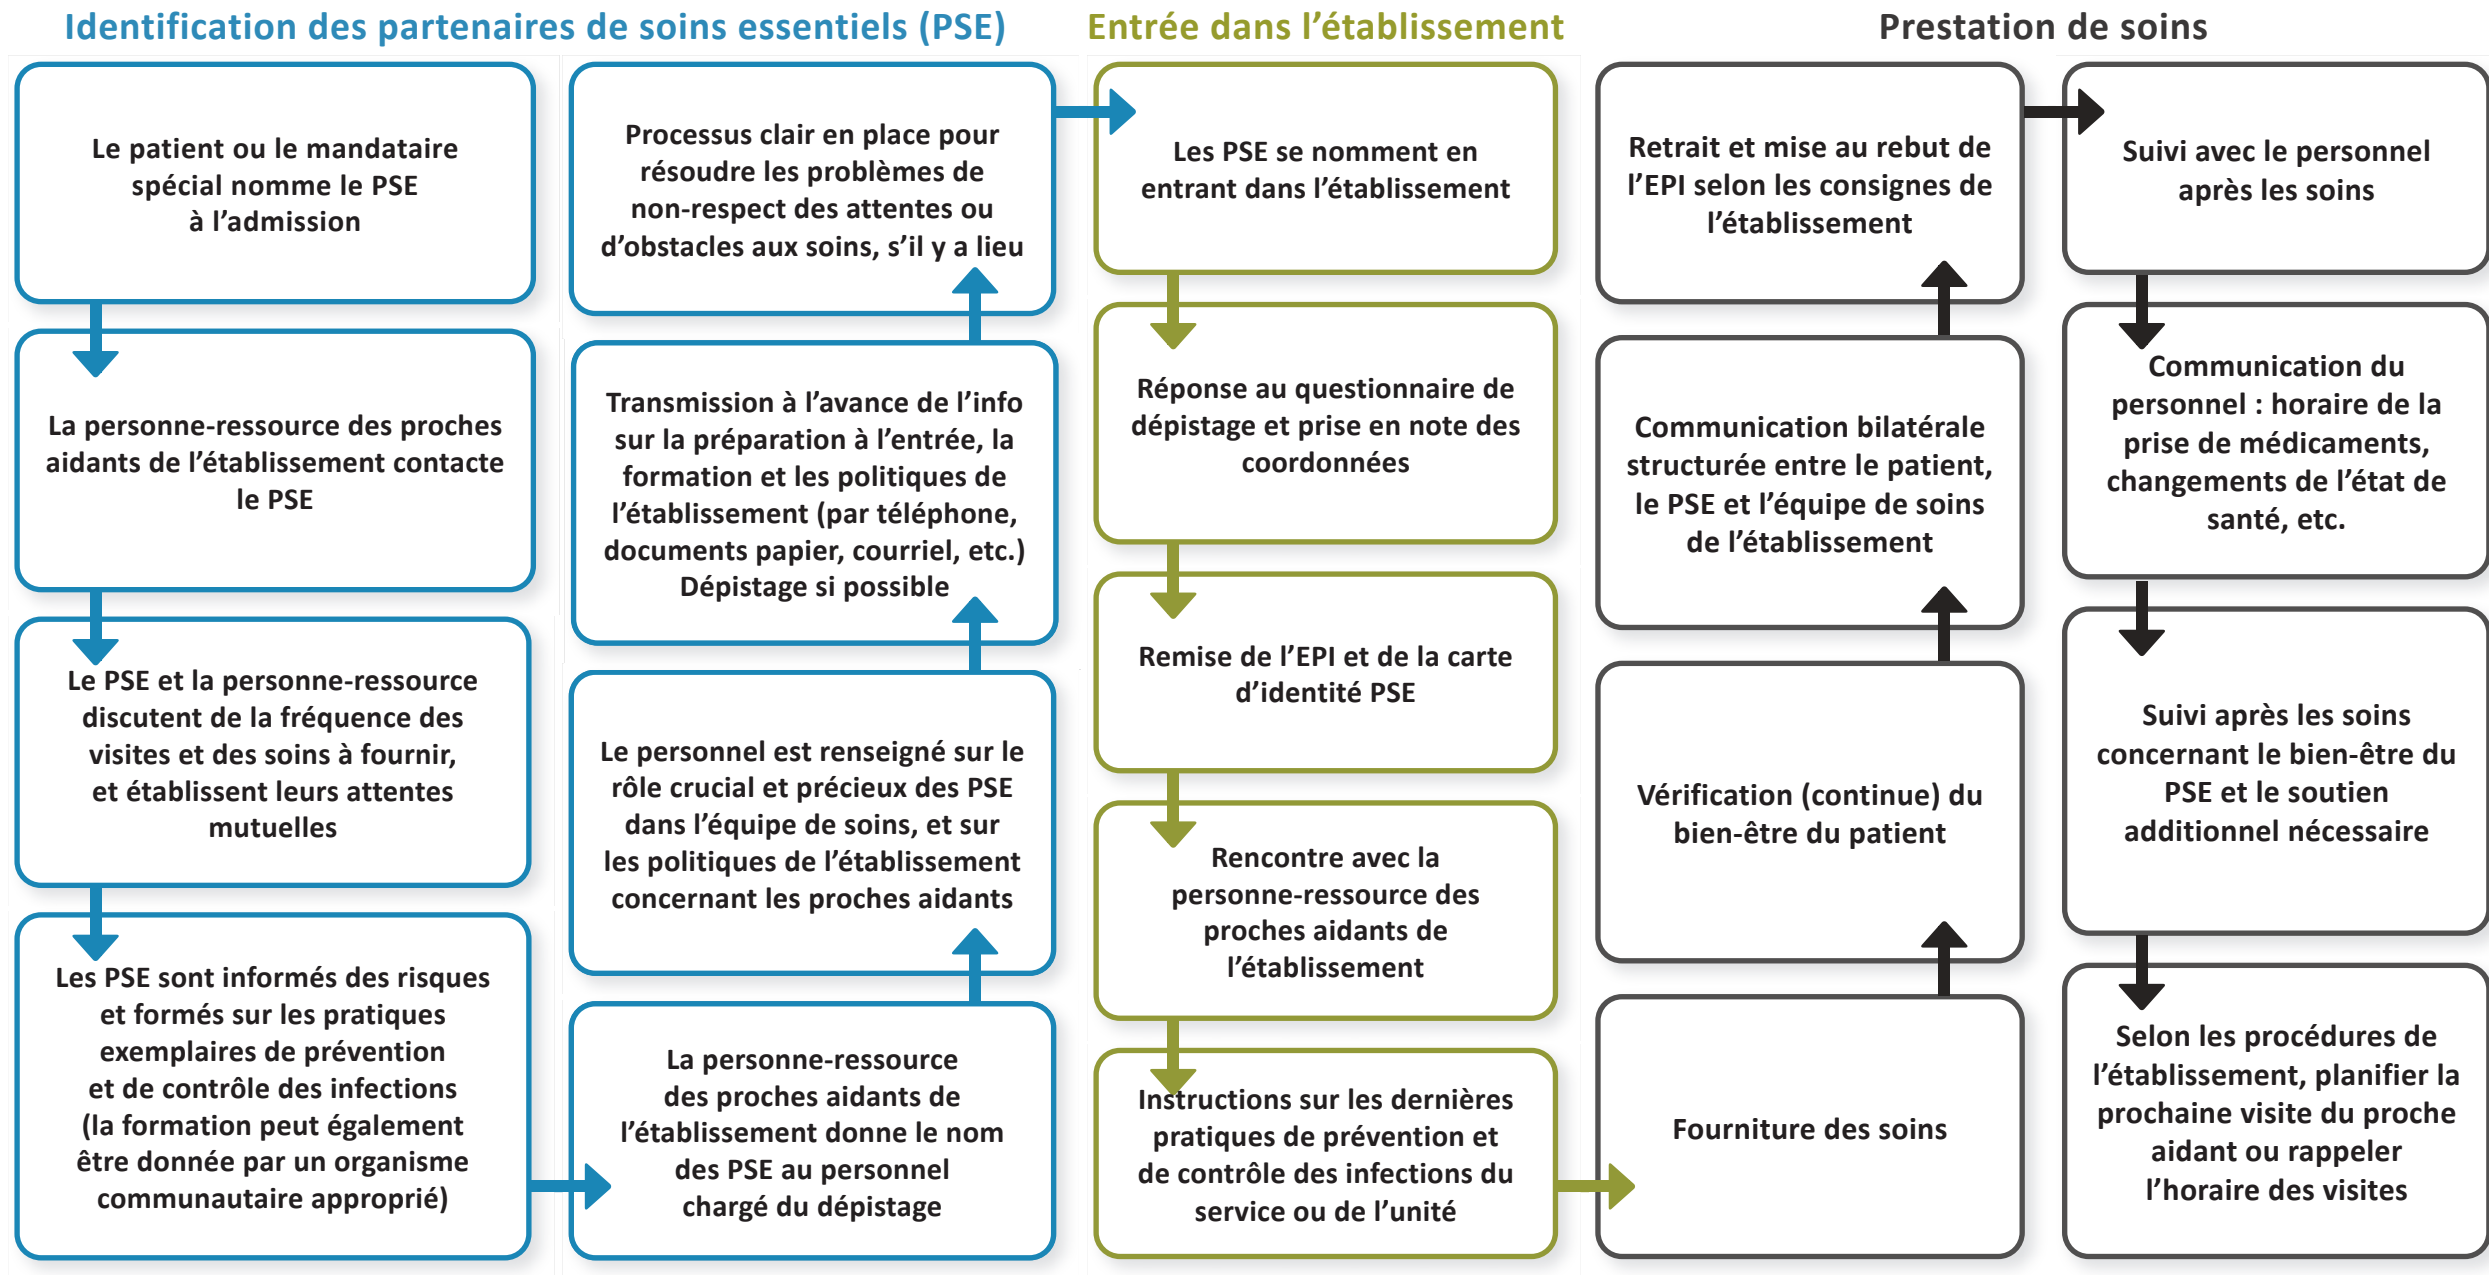 Identification des partenaires de soins essentiels (PSE)
Le patient ou le mandataire
spécial nomme le PSE
à l’admission
La personne-ressource des proches
aidants de l’établissement contacte
le PSE
Le PSE et la personne-ressource
discutent de la fréquence des
visites et des soins à fournir,
et établissent leurs attentes
mutuelles
Les PSE sont informés des risques
et formés sur les pratiques
exemplaires de prévention
et de contrôle des infections
(la formation peut également
être donnée par un organisme
communautaire approprié)
La personne-ressource
des proches aidants de
l’établissement donne le nom
des PSE au personnel
chargé du dépistage
Le personnel est renseigné sur le
rôle crucial et précieux des PSE
dans l’équipe de soins, et sur
les politiques de l’établissement
concernant les proches aidants
Transmission à l’avance de l’info
sur la préparation à l’entrée, la
formation et les politiques de
l’établissement (par téléphone,
documents papier, courriel, etc.)
Dépistage si possible
Processus clair en place pour
résoudre les problèmes de
non-respect des attentes ou
d’obstacles aux soins, s’il y a lieu
Entrée dans l’établissement
Les PSE se nomment en
entrant dans l’établissement
Réponse au questionnaire de
dépistage et prise en note des
coordonnées
Remise de l’EPI et de la carte
d’identité PSE
Rencontre avec la
personne-ressource des
proches aidants de
l’établissement
Instructions sur les dernières
pratiques de prévention et
de contrôle des infections du
service ou de l’unité
Prestation de soins
Fourniture des soins
Vérification (continue) du
bien-être du patient
Communication bilatérale
structurée entre le patient,
le PSE et l’équipe de soins
de l’établissement
Retrait et mise au rebut de
l’EPI selon les consignes de
l’établissement
Suivi avec le personnel
après les soins
Communication du
personnel : horaire de la
prise de médicaments,
changements de l’état de
santé, etc.
Suivi après les soins
concernant le bien-être du
PSE et le soutien
additionnel nécessaire
Selon les procédures de
l’établissement, planifier la
prochaine visite du proche
aidant ou rappeler
l’horaire des visites